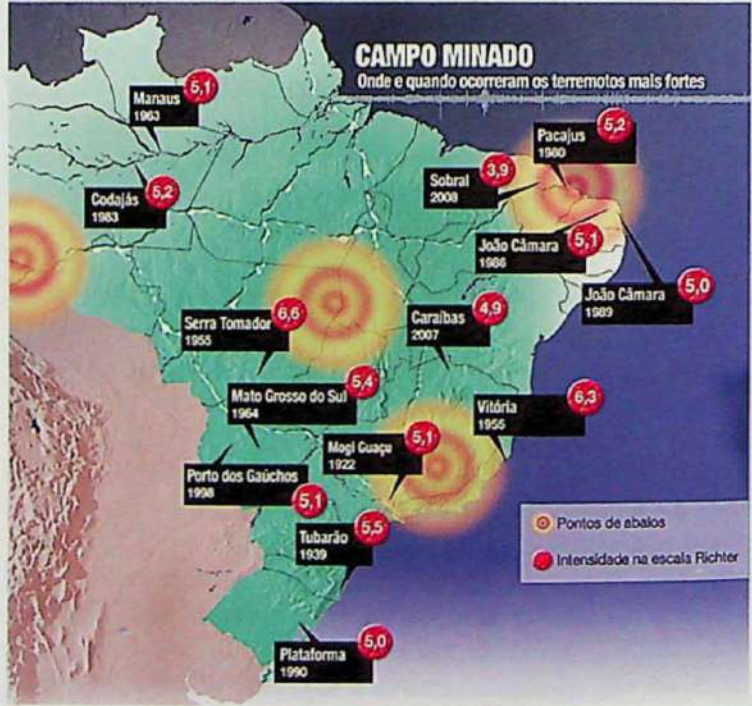 CAMPO MINADO
Onde e quando ocorreram os terremotos mais fortes
Manaus
1963
5,1
Codajás
1983
5,2
Pacajus
1980
5,2
Sobral
2008
3,9
João Câmara
1986
5,1
João Câmara
1989
5,0
Serra Tomador
1955
6,6
Caraíbas
2007
4,9
Mato Grosso do Sul
1964
5,4
Vitória
1955
6,3
Mogi Guaçu
1922
5,1
Porto dos Gaúchos
1998
5,1
Tubarão
1939
5,5
Plataforma
1990
5,0
Pontos de abalos
Intensidade na escala Richter